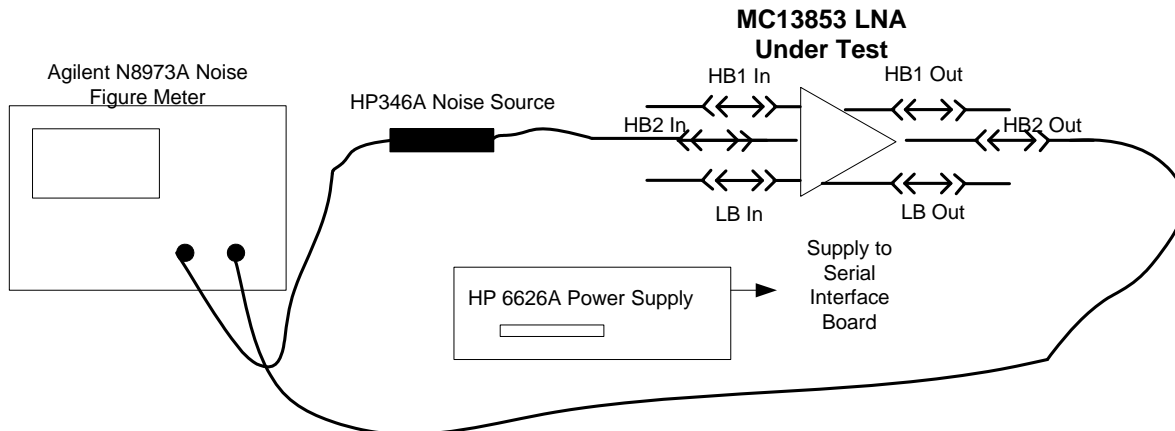 MC13853 LNA
Under Test
Agilent N8973A Noise
Figure Meter
HP346A Noise Source
HB1 In
HB1 Out
HB2 In
HB2 Out
LB In
LB Out
HP 6626A Power Supply
Supply to
Serial
Interface
Board